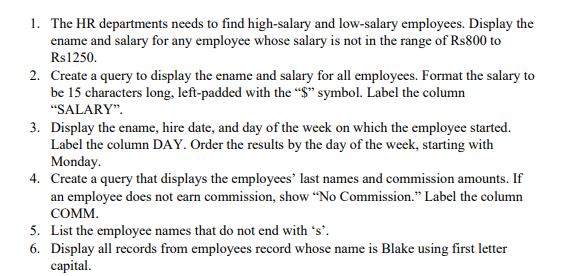 1. The HR departments needs to find high-salary and low-salary employees. Display the
ename and salary for any employee whose salary is not in the range of Rs800 to
Rs1250.
2. Create a query to display the ename and salary for all employees. Format the salary to
be 15 characters long, left-padded with the “$” symbol. Label the column
“SALARY”.
3. Display the ename, hire date, and day of the week on which the employee started.
Label the column DAY. Order the results by the day of the week, starting with
Monday.
4. Create a query that displays the employees’ last names and commission amounts. If
an employee does not earn commission, show “No Commission.” Label the column
COMM.
5. List the employee names that do not end with ‘s’.
6. Display all records from employees record whose name is Blake using first letter
capital.